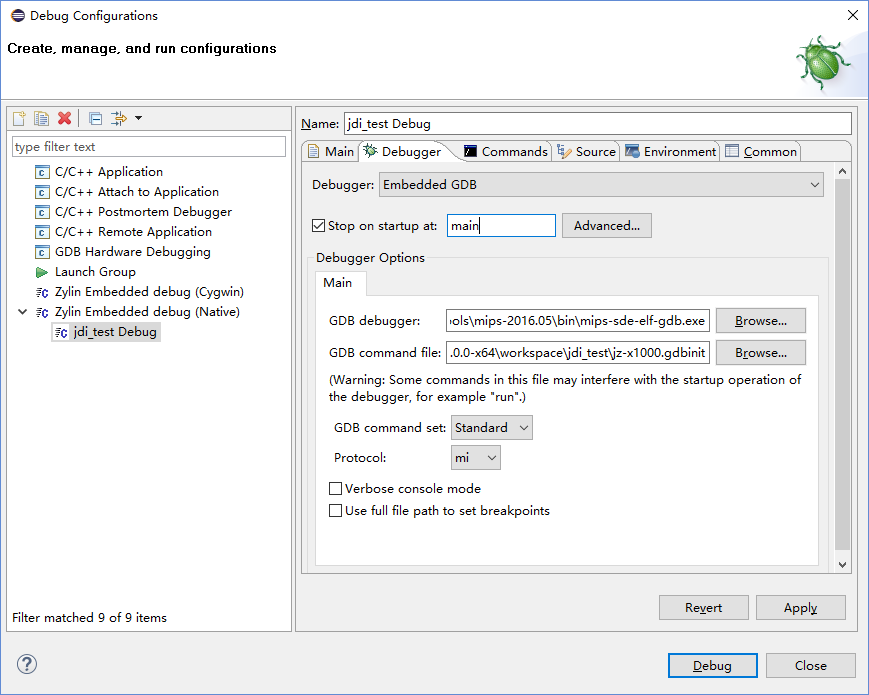 Debug Configurations
Create, manage, and run configurations
type filter text
C/C++ Application
C/C++ Attach to Application
C/C++ Postmortem Debugger
C/C++ Remote Application
GDB Hardware Debugging
Launch Group
Zylin Embedded debug (Cygwin)
Zylin Embedded debug (Native)
jdi_test Debug
Filter matched 9 of 9 items
Name: jdi_test Debug
Main Debugger Commands Source Environment Common
Debugger: Embedded GDB
Stop on startup at: main Advanced...
Debugger Options
Main
GDB debugger: ols\mips-2016.05\bin\mips-sde-elf-gdb.exe Browse...
GDB command file: .0.0-x64\workspace\jdi_test\jz-x1000.gdbinit Browse...
(Warning: Some commands in this file may interfere with the startup operation of
the debugger, for example "run".)
GDB command set: Standard
Protocol: mi
Verbose console mode
Use full file path to set breakpoints
Revert Apply
Debug Close